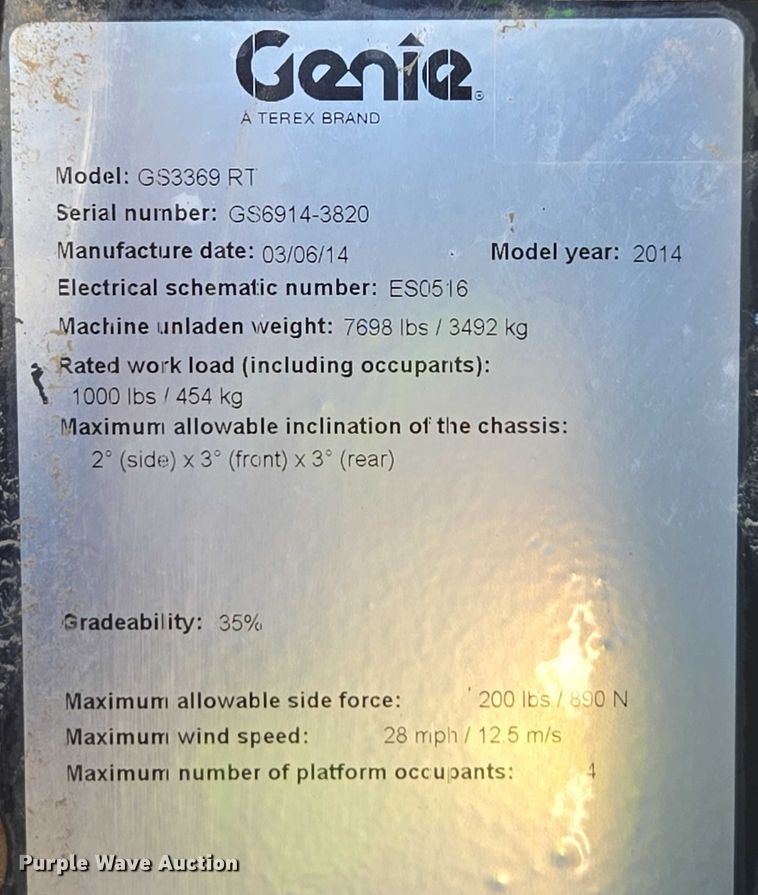 Genie®
A TEREX BRAND
Model: GS3369 RT
Serial number: GS6914-3820
Manufacture date: 03/06/14 Model year: 2014
Electrical schematic number: ES0516
Machine unladen weight: 7698 lbs / 3492 kg
Rated work load (including occupants):
1000 lbs / 454 kg
Maximum allowable inclination of the chassis:
2° (side) x 3° (front) x 3° (rear)
Gradeability: 35%
Maximum allowable side force: 200 lbs / 890 N
Maximum wind speed: 28 mph / 12.5 m/s
Maximum number of platform occupants: 4
Purple Wave Auction